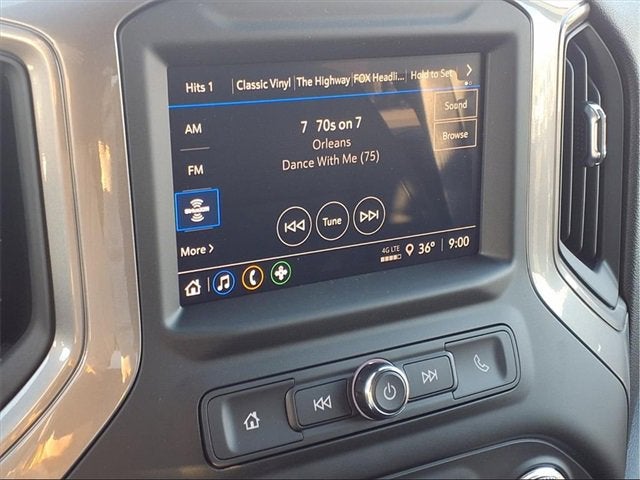 Hits 1 Classic Vinyl The Highway FOX Headli... Hold to Set
AM
7 70s on 7
Sound
Orleans
Browse
FM
Dance With Me (75)
SiriusXM
Tune
More
4G LTE
36° 9:00